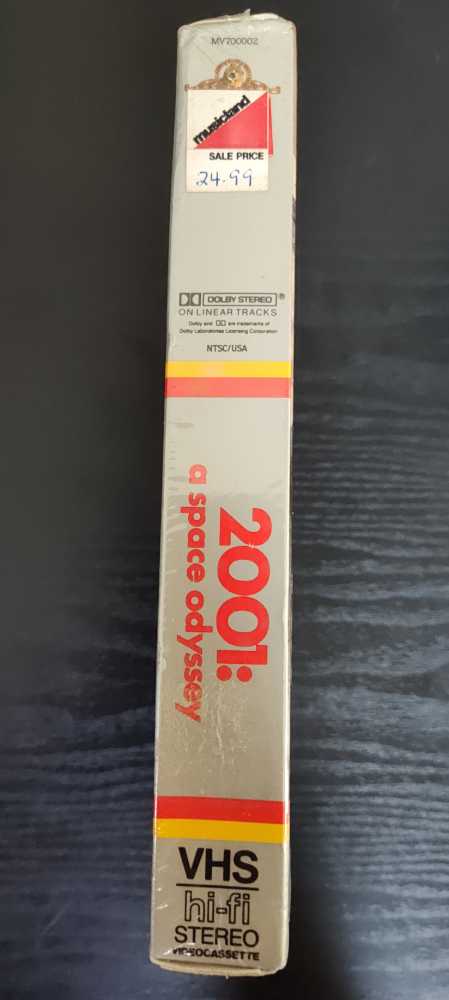 MV700002
musicland
SALE PRICE
24.99
DOLBY STEREO ®
ON LINEAR TRACKS
Dolby and DD are trademarks of
Dolby Laboratories Licensing Corporation
NTSC/USA
2001:
a space odyssey
VHS
hi-fi
STEREO
VIDEOCASSETTE